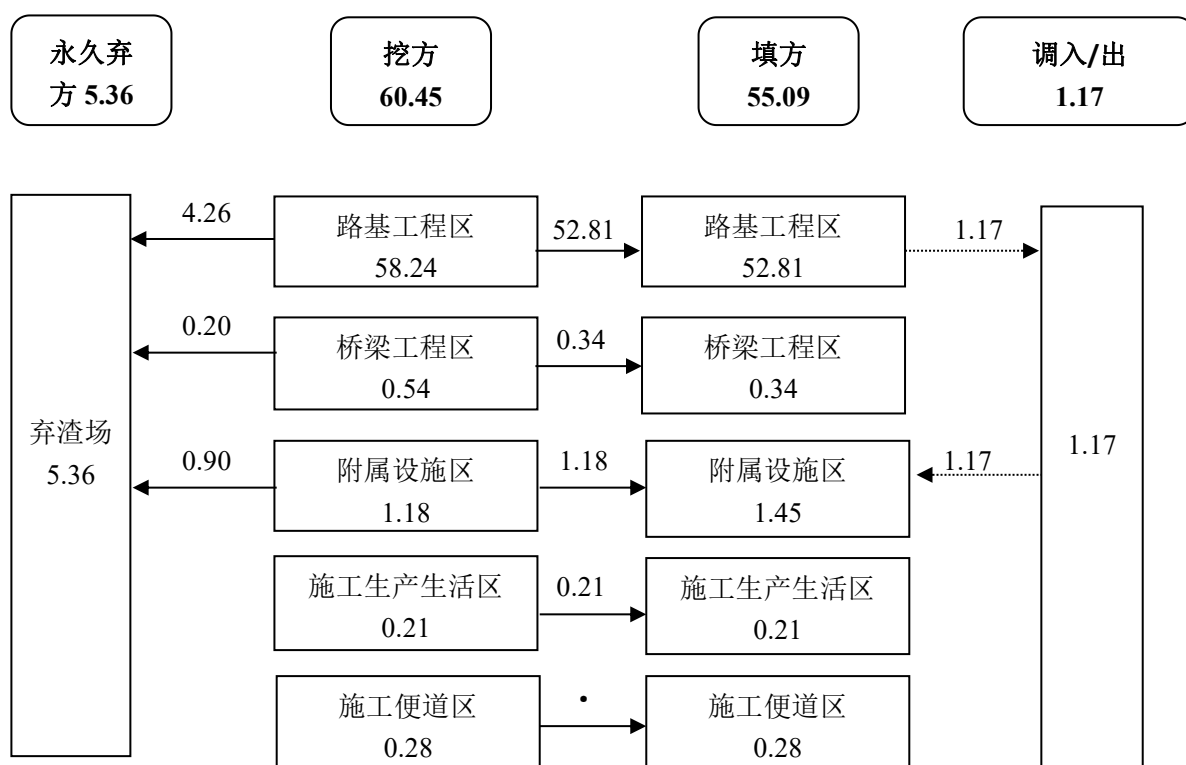 永久弃
方 5.36
挖方
60.45
填方
55.09
调入/出
1.17
4.26
路基工程区
58.24
52.81
路基工程区
52.81
1.17
0.20
桥梁工程区
0.54
0.34
桥梁工程区
0.34
弃渣场
5.36
0.90
附属设施区
1.18
1.18
附属设施区
1.45
1.17
1.17
施工生产生活区
0.21
0.21
施工生产生活区
0.21
施工便道区
0.28
施工便道区
0.28